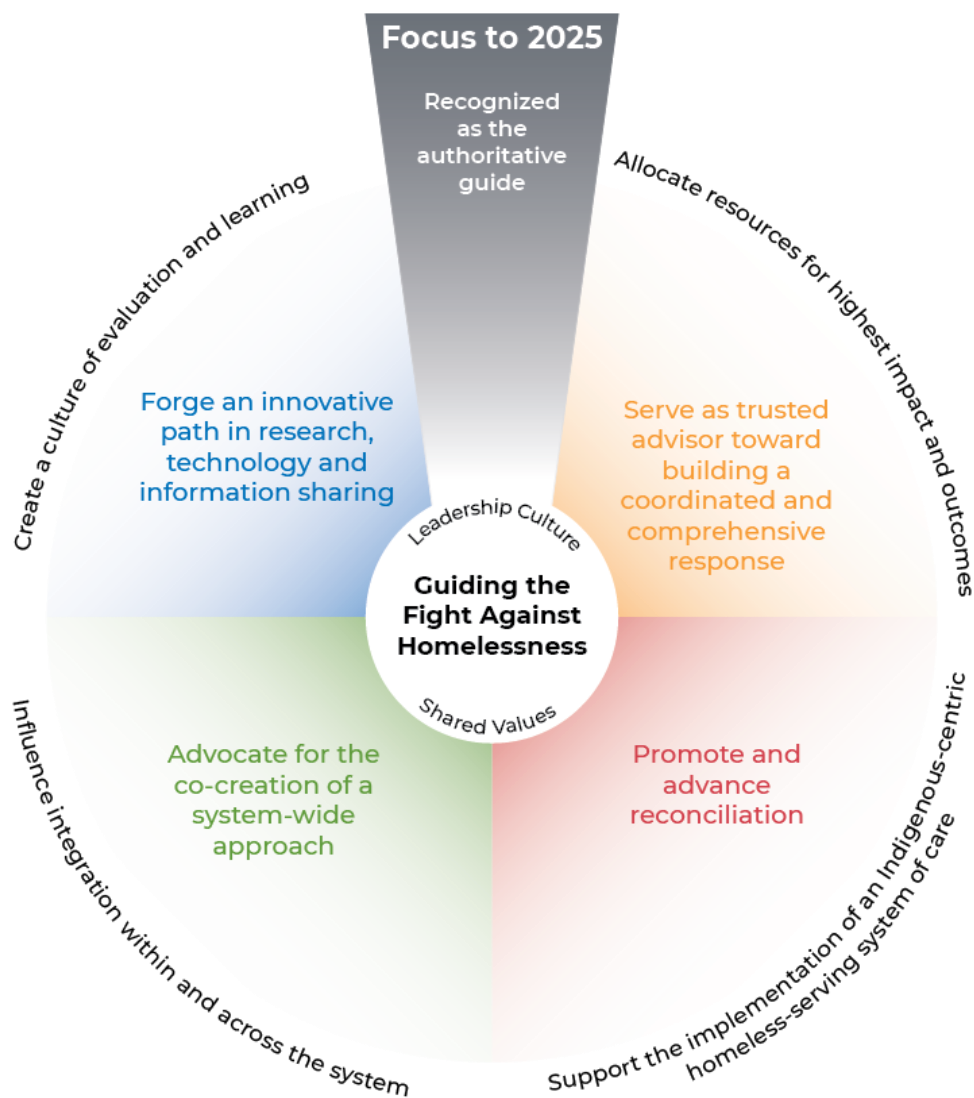 Focus to 2025
Recognized
as the
authoritative
guide
Create a culture of evaluation and learning
Allocate resources for highest impact and outcomes
Forge an innovative
path in research,
technology and
information sharing
Serve as trusted
advisor toward
building a
coordinated and
comprehensive
response
Leadership Culture
Guiding the
Fight Against
Homelessness
Shared Values
Advocate for the
co-creation of a
system-wide
approach
Promote and
advance
reconciliation
Influence integration within and across the system
Support the implementation of an Indigenous-centric
homeless-serving system of care